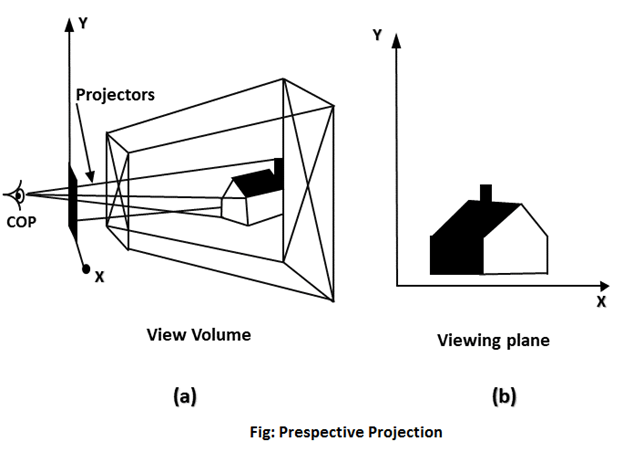 Y
Projectors
COP
X
View Volume
(a)
Y
X
Viewing plane
(b)
Fig: Prespective Projection